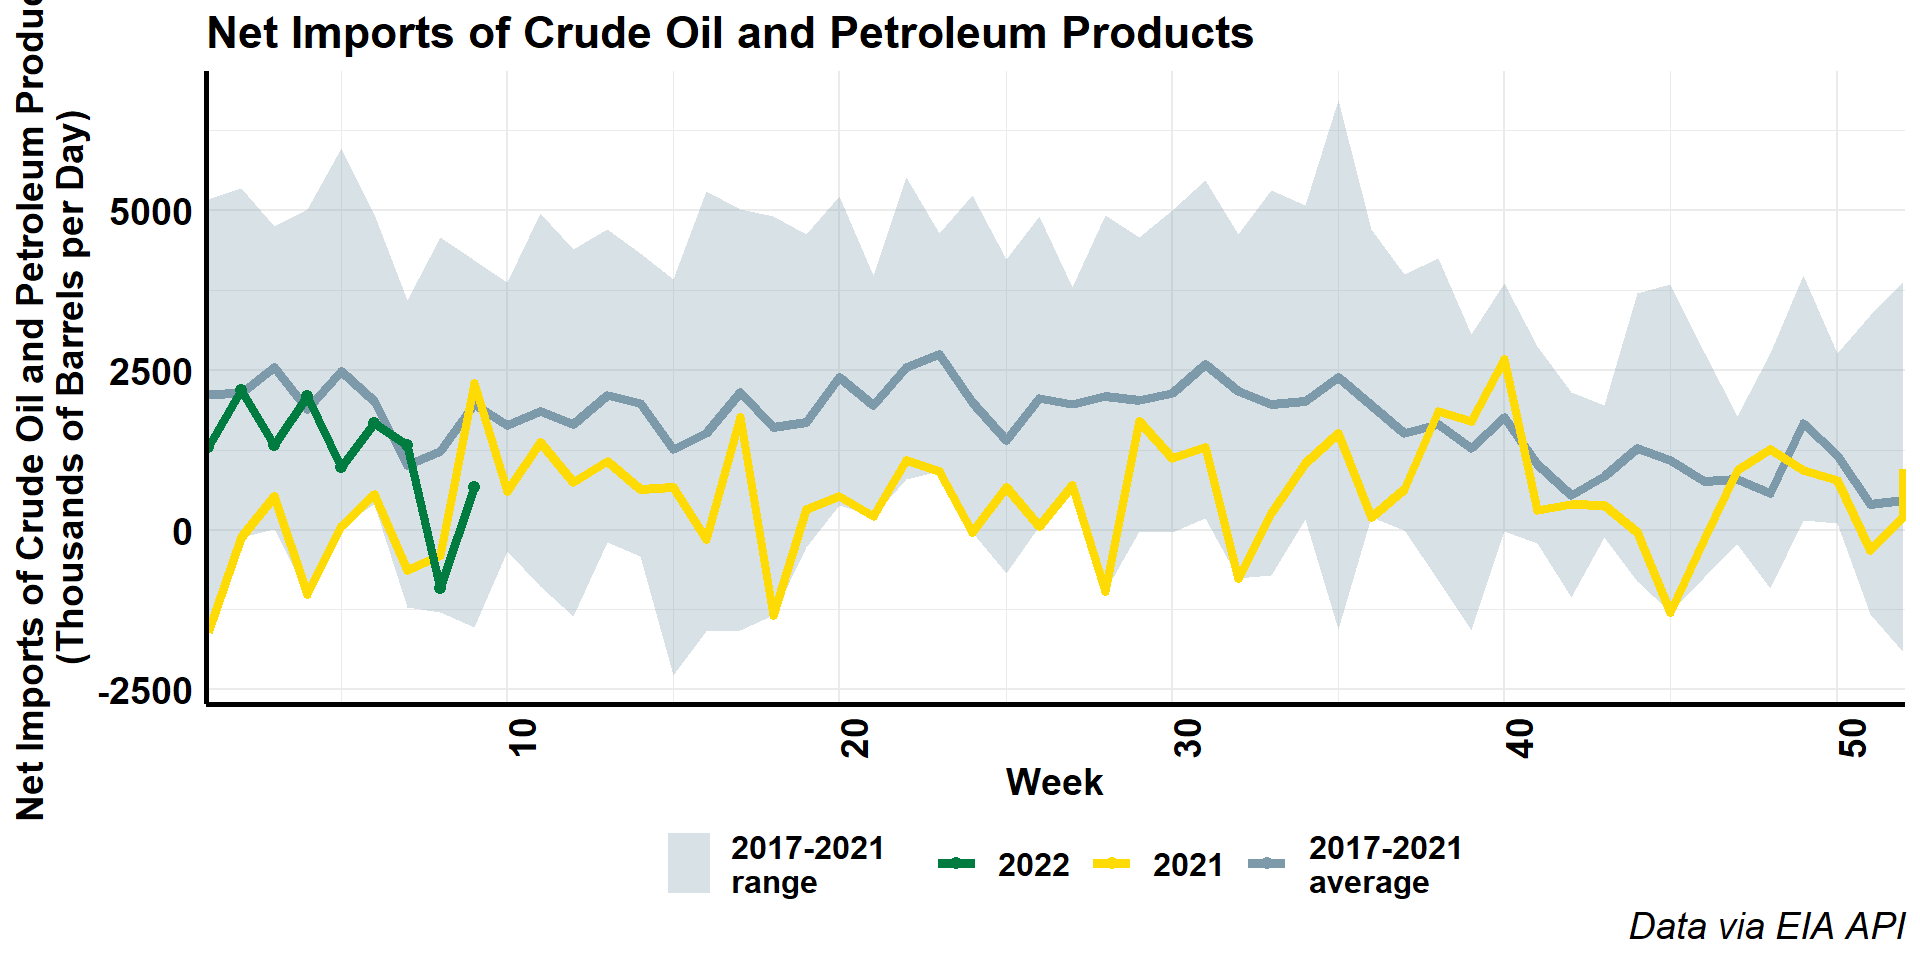 Net Imports of Crude Oil and Petroleum Products
Net Imports of Crude Oil and Petroleum Produc
(Thousands of Barrels per Day)
5000
2500
0
-2500
10
20
30
40
50
Week
2017-2021
range
2022
2021
2017-2021
average
Data via EIA API